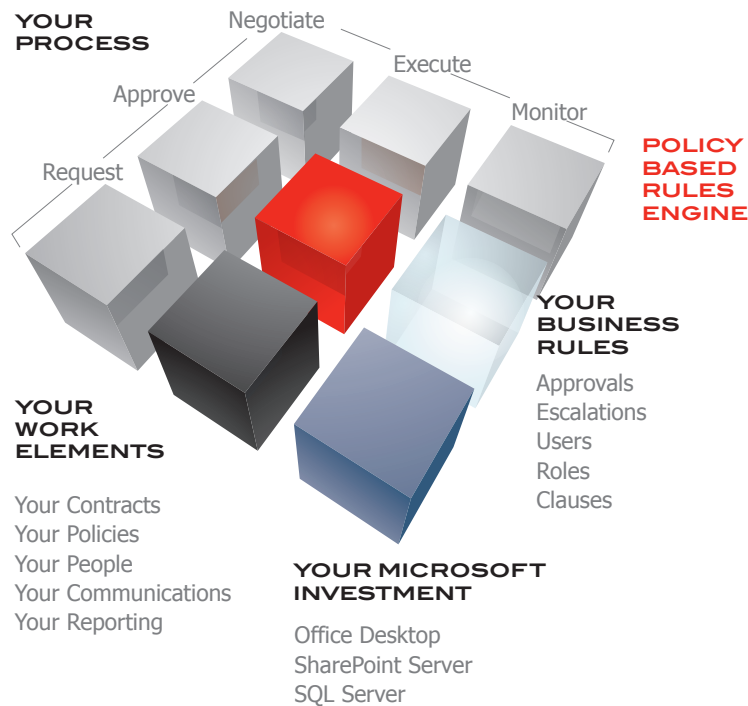 YOUR
PROCESS
Negotiate
Execute
Approve
Monitor
Request
POLICY
BASED
RULES
ENGINE
YOUR
BUSINESS
RULES
Approvals
Escalations
Users
Roles
Clauses
YOUR
WORK
ELEMENTS
Your Contracts
Your Policies
Your People
Your Communications
Your Reporting
YOUR MICROSOFT
INVESTMENT
Office Desktop
SharePoint Server
SQL Server